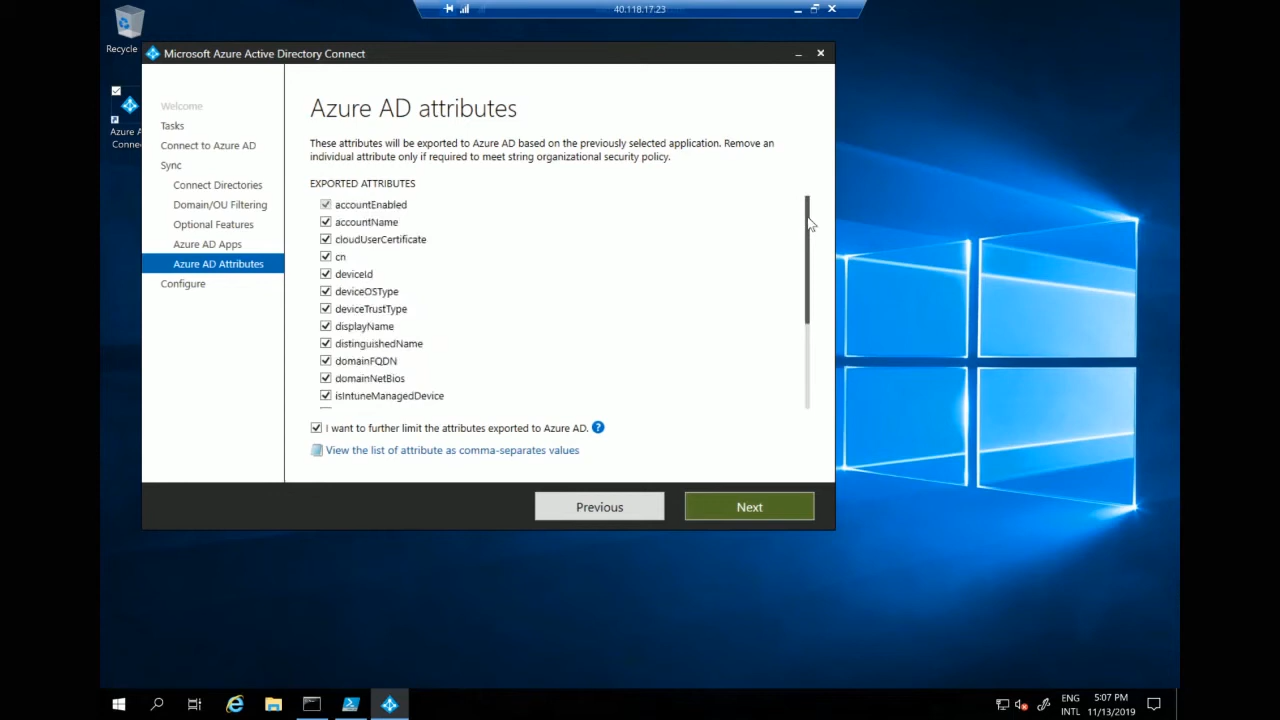 40.118.17.23
Recycle
Azure A
Conne
Microsoft Azure Active Directory Connect
Welcome
Tasks
Connect to Azure AD
Sync
Connect Directories
Domain/OU Filtering
Optional Features
Azure AD Apps
Azure AD Attributes
Configure
Azure AD attributes
These attributes will be exported to Azure AD based on the previously selected application. Remove an
individual attribute only if required to meet string organizational security policy.
EXPORTED ATTRIBUTES
accountEnabled
accountName
cloudUserCertificate
cn
deviceId
deviceOSType
deviceTrustType
displayName
distinguishedName
domainFQDN
domainNetBios
isIntuneManagedDevice
I want to further limit the attributes exported to Azure AD. ?
View the list of attribute as comma-separates values
Previous
Next
ENG
INTL
5:07 PM
11/13/2019